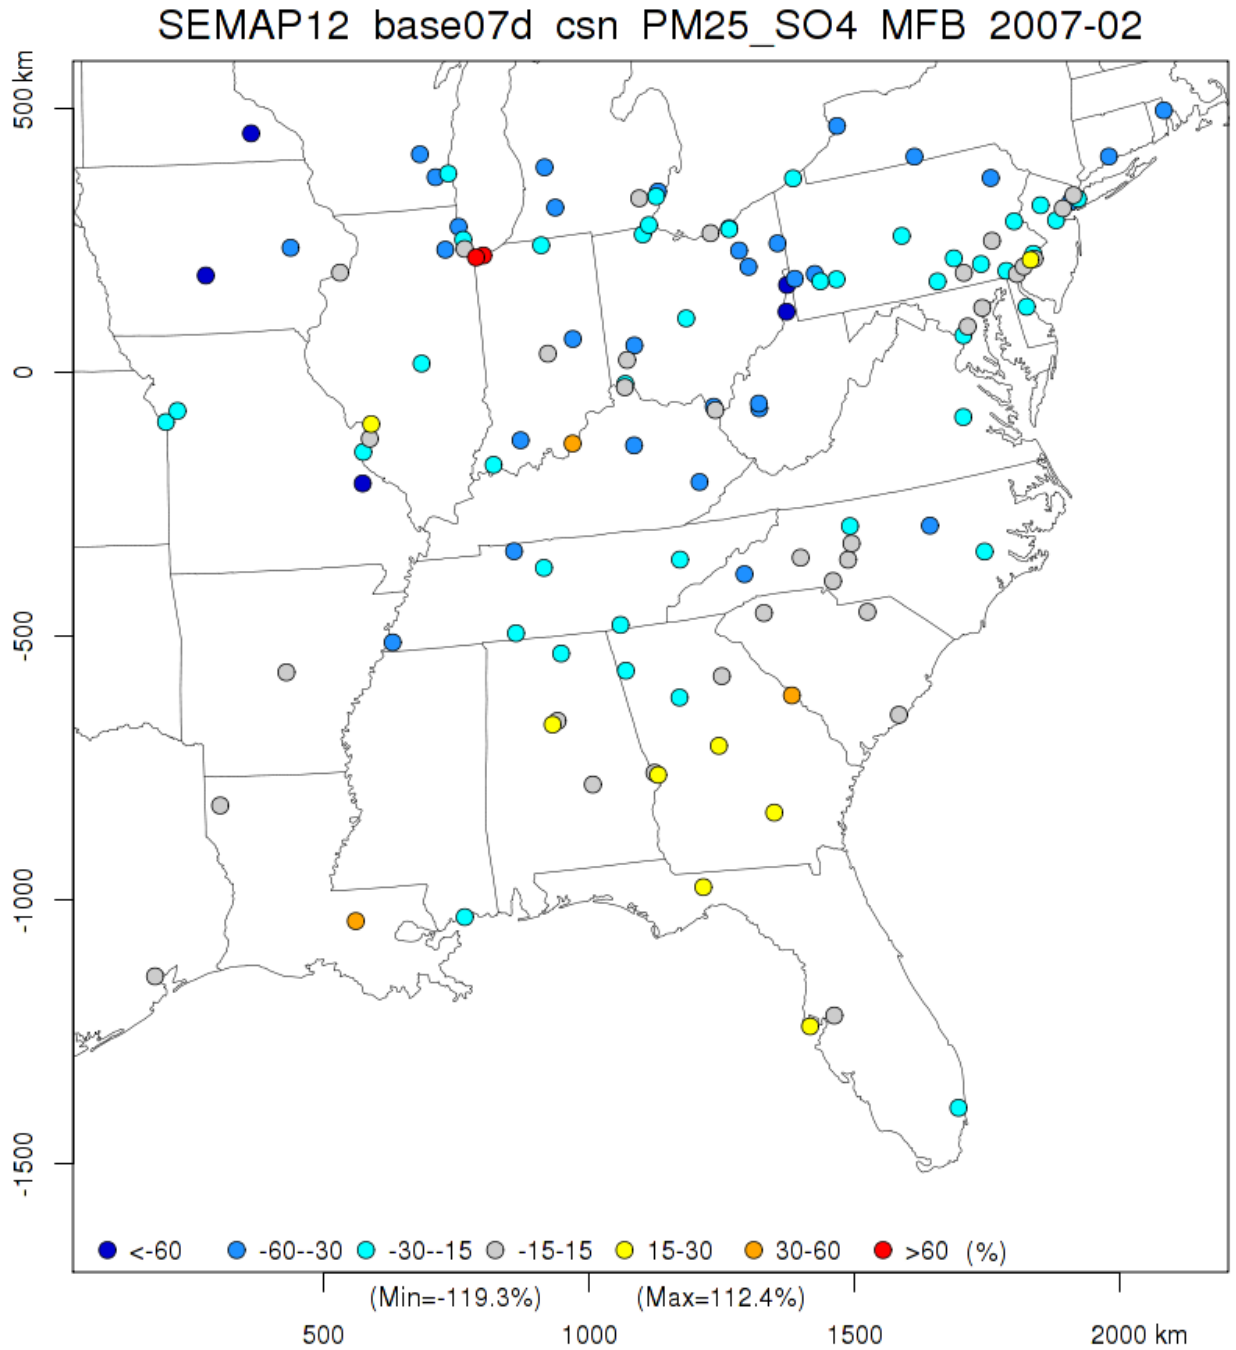 SEMAP12 base07d csn PM25_SO4 MFB 2007-02
500 km
0
-500
-1000
-1500
<-60 -60--30 -30--15 -15-15 15-30 30-60 >60 (%)
(Min=-119.3%) (Max=112.4%)
500 1000 1500 2000 km